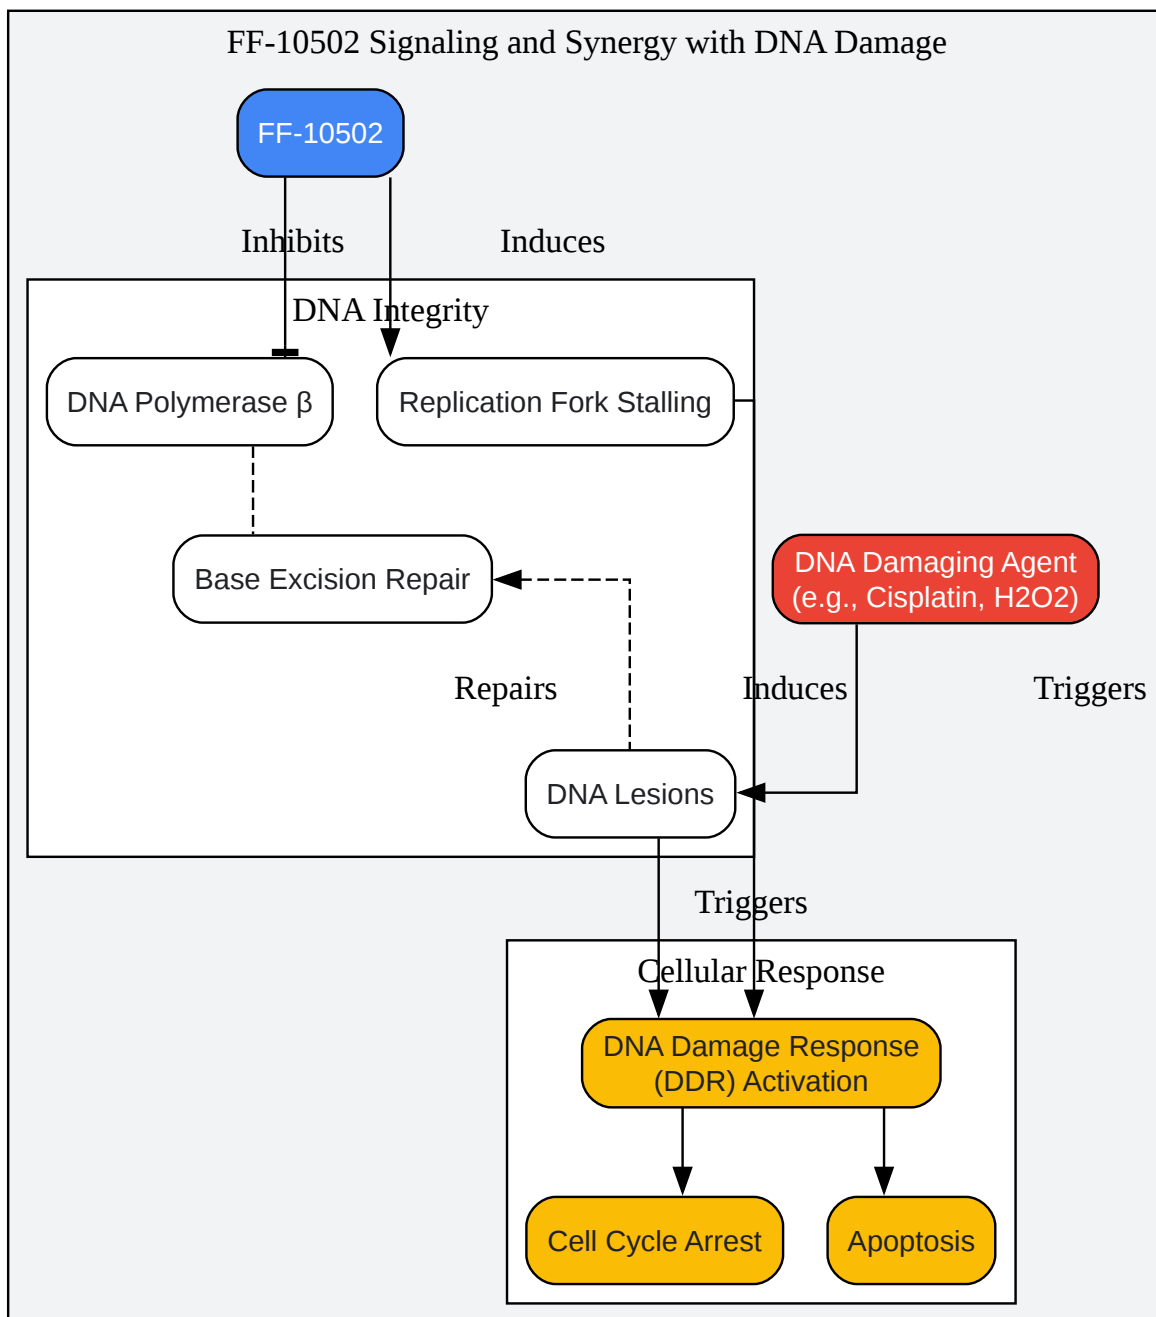 FF-10502 Signaling and Synergy with DNA Damage
FF-10502
Inhibits
Induces
DNA Integrity
DNA Polymerase β
Replication Fork Stalling
Base Excision Repair
DNA Damaging Agent
(e.g., Cisplatin, H2O2)
Repairs
Induces
Triggers
DNA Lesions
Triggers
Cellular Response
DNA Damage Response
(DDR) Activation
Cell Cycle Arrest
Apoptosis